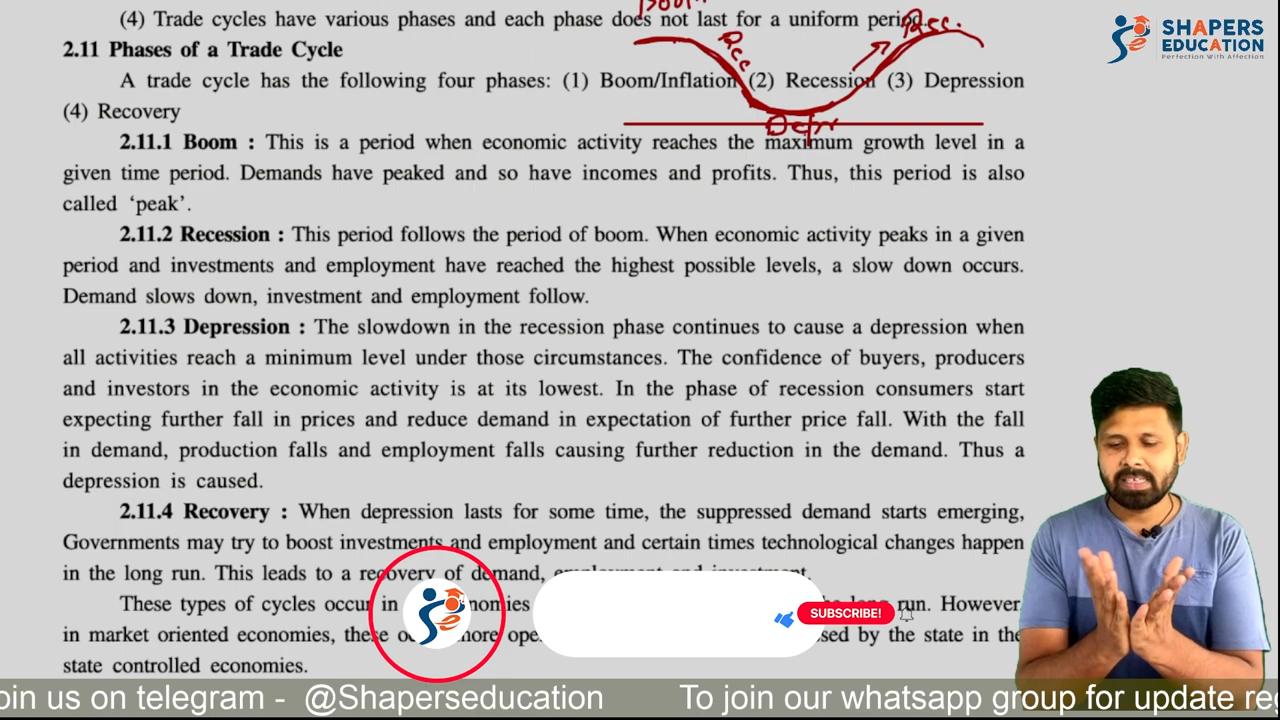 (4) Trade cycles have various phases and each phase does not last for a uniform period.
SHAPERS
EDUCATION
Perfection With Affection
2.11 Phases of a Trade Cycle
A trade cycle has the following four phases: (1) Boom/Inflation (2) Recession (3) Depression
(4) Recovery
Rec.
Depr
2.11.1 Boom : This is a period when economic activity reaches the maximum growth level in a
given time period. Demands have peaked and so have incomes and profits. Thus, this period is also
called ‘peak’.
2.11.2 Recession : This period follows the period of boom. When economic activity peaks in a given
period and investments and employment have reached the highest possible levels, a slow down occurs.
Demand slows down, investment and employment follow.
2.11.3 Depression : The slowdown in the recession phase continues to cause a depression when
all activities reach a minimum level under those circumstances. The confidence of buyers, producers
and investors in the economic activity is at its lowest. In the phase of recession consumers start
expecting further fall in prices and reduce demand in expectation of further price fall. With the fall
in demand, production falls and employment falls causing further reduction in the demand. Thus a
depression is caused.
2.11.4 Recovery : When depression lasts for some time, the suppressed demand starts emerging,
Governments may try to boost investments and employment and certain times technological changes happen
in the long run. This leads to a recovery of demand,
These types of cycles occur in run. However
in market oriented economies, these by the state in the
state controlled economies.
SUBSCRIBE!
us on telegram - @Shaperseducation To join our whatsapp group for update